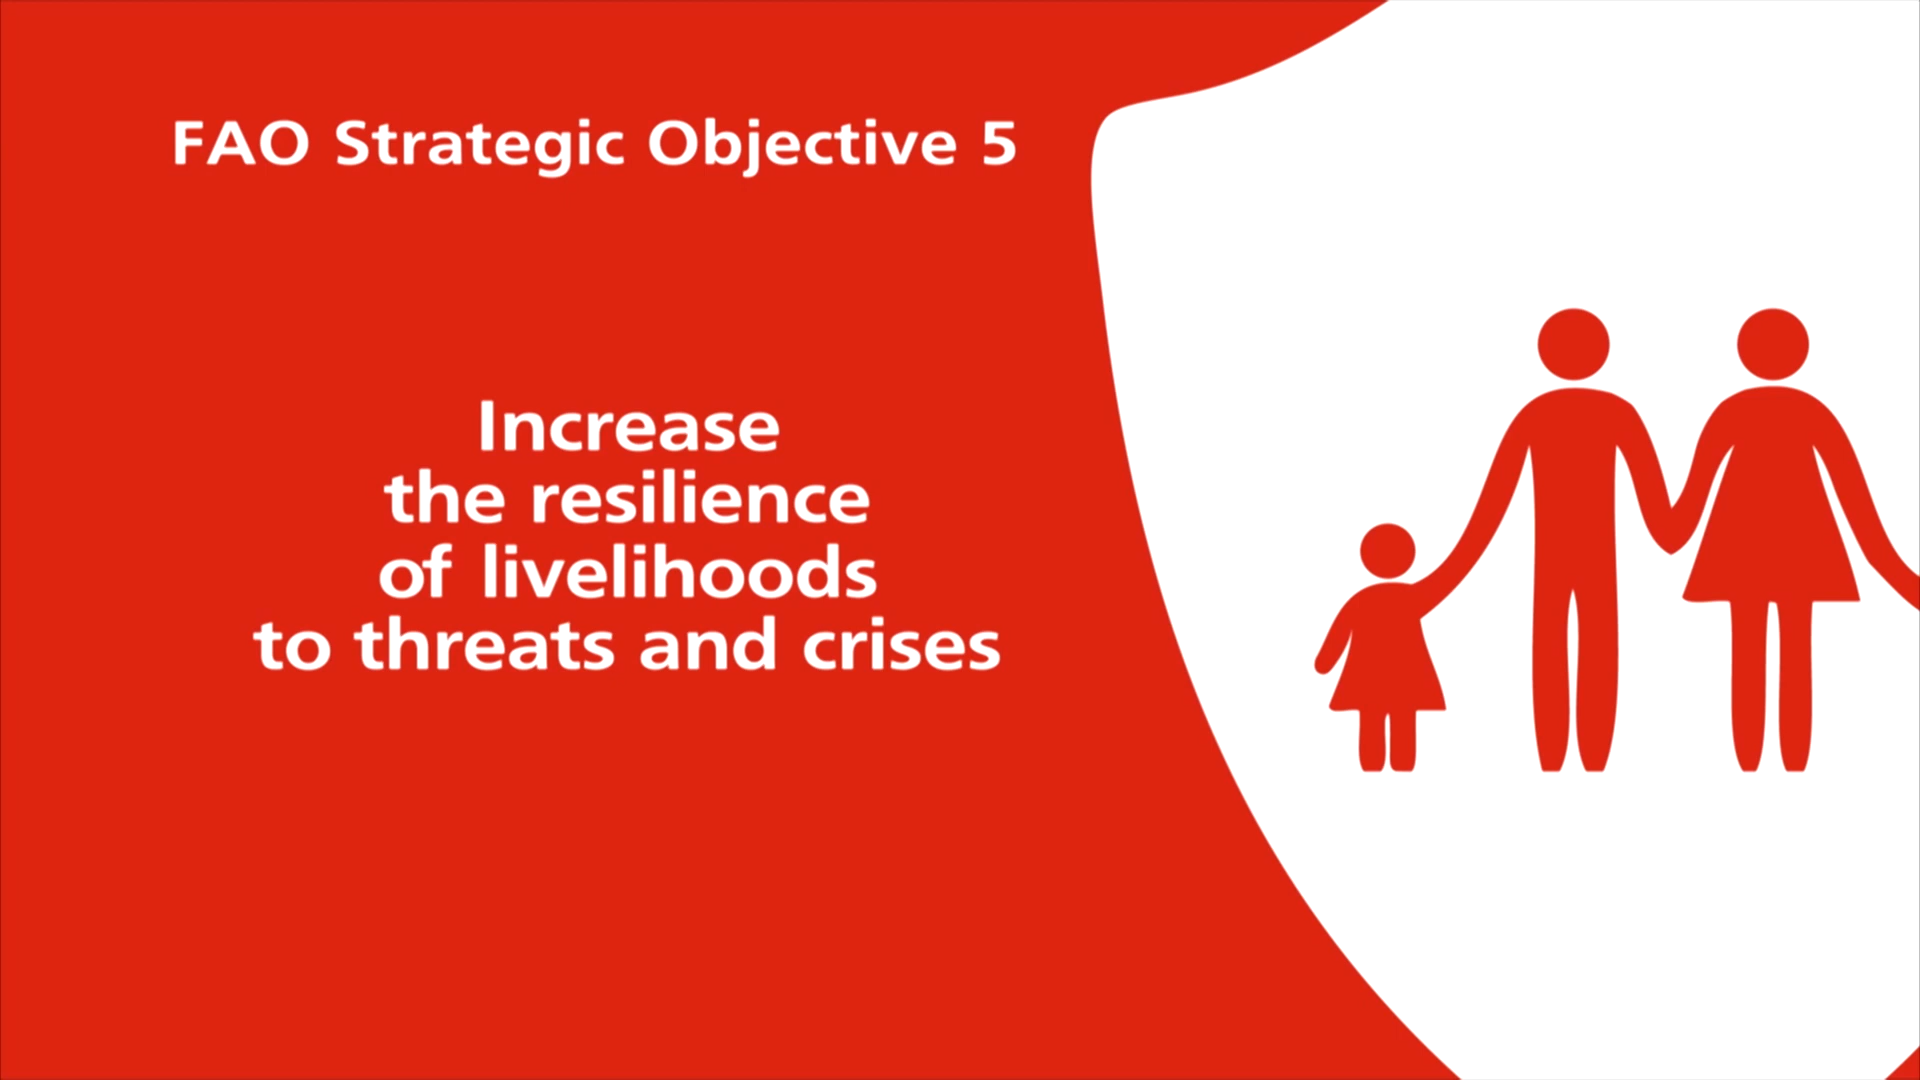 FAO Strategic Objective 5
Increase
the resilience
of livelihoods
to threats and crises